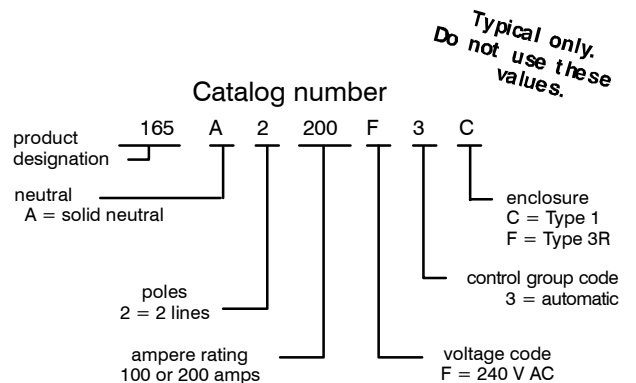 Typical only.
Do not use these
values.
Catalog number
165 A 2 200 F 3 C
product
designation
neutral
A = solid neutral
enclosure
C = Type 1
F = Type 3R
control group code
3 = automatic
poles
2 = 2 lines
ampere rating
100 or 200 amps
voltage code
F = 240 V AC